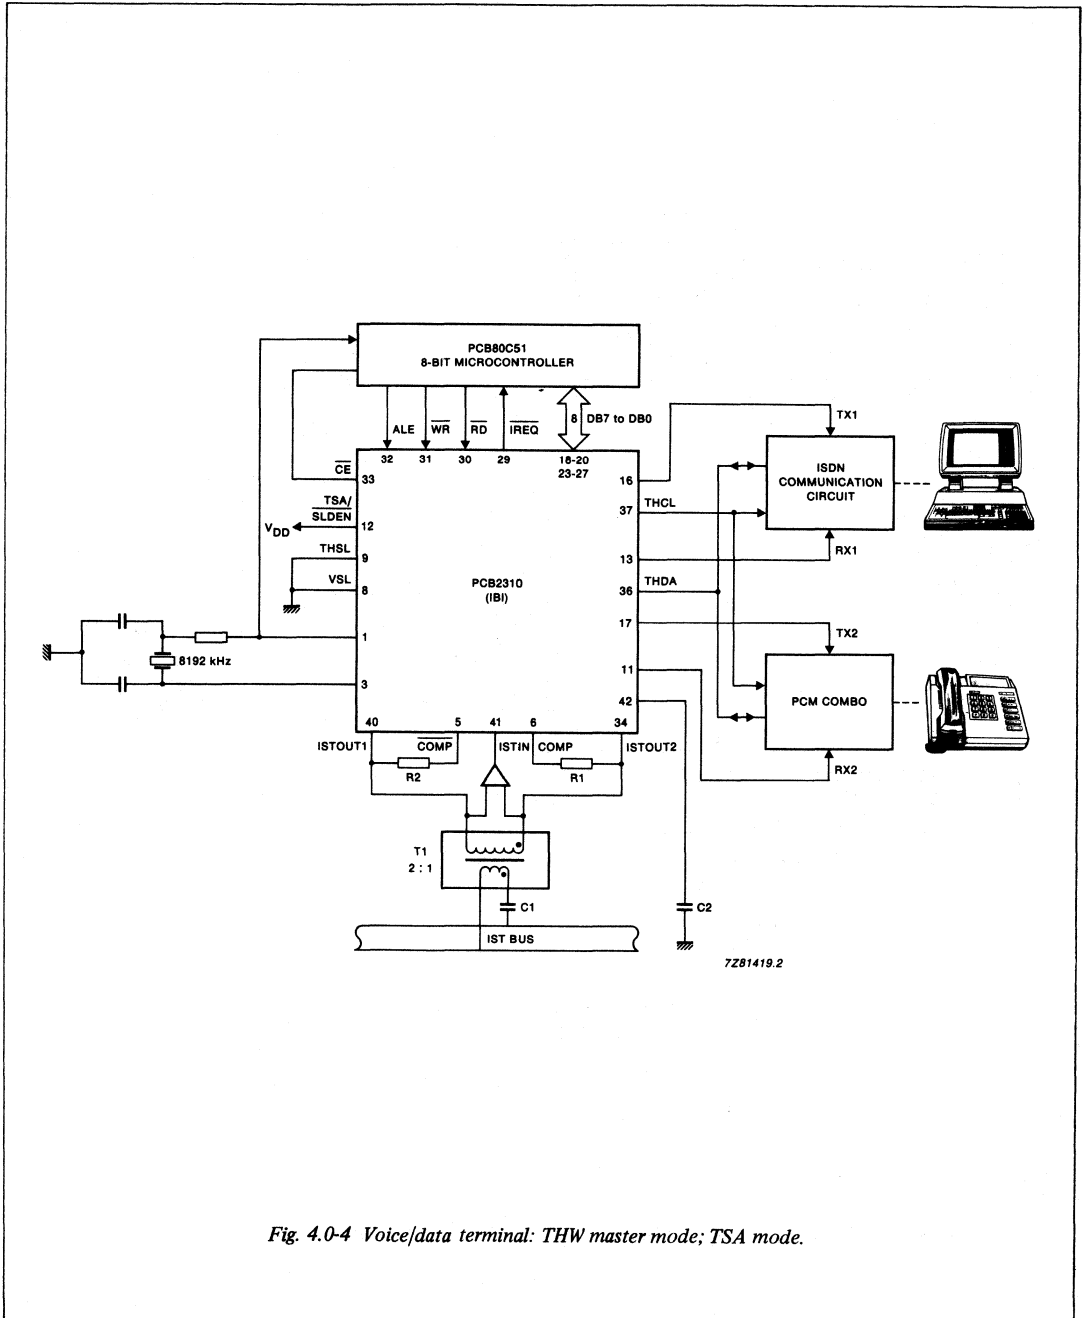 PCB80C51
8-BIT MICROCONTROLLER
ALE
WR
RD
IREQ
8 DB7 to DB0
32
31
30
29
18-20
23-27
CE
33
TSA/
SLDEN
VDD
12
THSL
9
VSL
8
1
8192 kHz
3
PCB2310
(IBI)
16
TX1
37
THCL
13
RX1
36
THDA
17
TX2
11
RX2
42
ISDN
COMMUNICATION
CIRCUIT
PCM COMBO
40
5
41
6
34
ISTOUT1
COMP
ISTIN
COMP
ISTOUT2
R2
R1
T1
2 : 1
C1
C2
IST BUS
7Z81419.2
Fig. 4.0-4 Voice/data terminal: THW master mode; TSA mode.